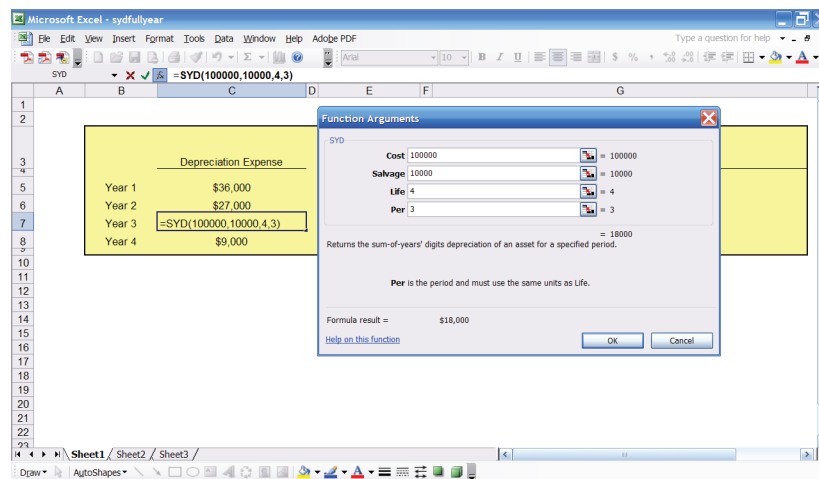 Microsoft Excel - sydfullyear
File Edit View Insert Format Tools Data Window Help Adobe PDF Type a question for help
Arial 10 B I U $ % ,
SYD =SYD(100000,10000,4,3)
A B C D E F G
1
2
3 Depreciation Expense
4
5 Year 1 $36,000
6 Year 2 $27,000
7 Year 3 =SYD(100000,10000,4,3)
8 Year 4 $9,000
9
10
11
12
13
14
15
16
17
18
19
20
21
22
23
Function Arguments
SYD
Cost 100000 = 100000
Salvage 10000 = 10000
Life 4 = 4
Per 3 = 3
= 18000
Returns the sum-of-years' digits depreciation of an asset for a specified period.
Per is the period and must use the same units as Life.
Formula result = $18,000
Help on this function OK Cancel
Sheet1 / Sheet2 / Sheet3 /
Draw AutoShapes